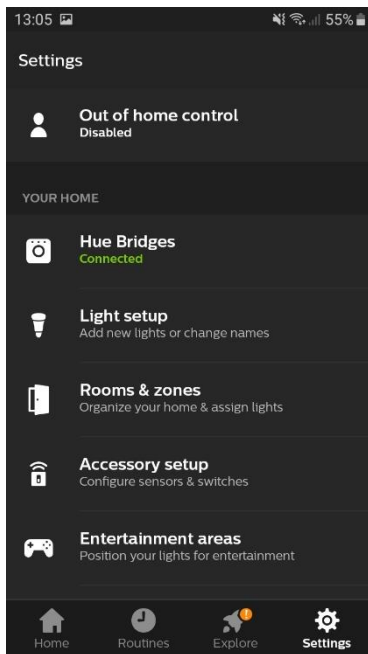 13:05 55%
Settings
Out of home control
Disabled
YOUR HOME
Hue Bridges
Connected
Light setup
Add new lights or change names
Rooms & zones
Organize your home & assign lights
Accessory setup
Configure sensors & switches
Entertainment areas
Position your lights for entertainment
Home Routines Explore Settings